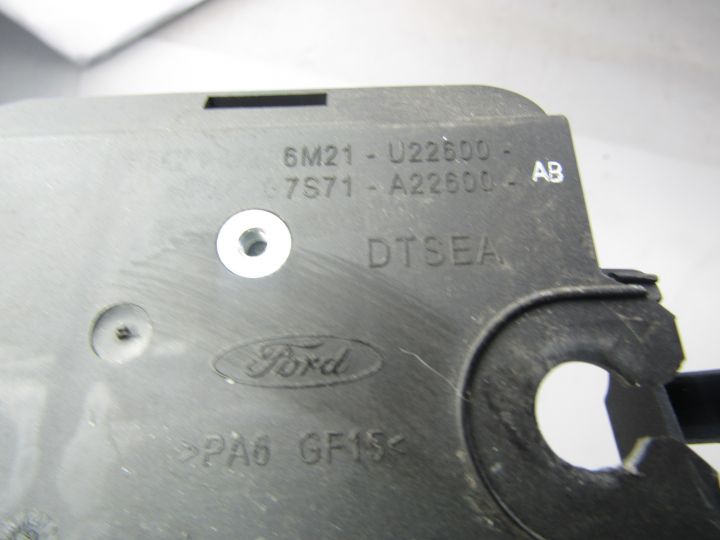 6M21 - U22600 -
7S71 - A22600 - AB
DTSEA
Ford
>PA6 GF15<